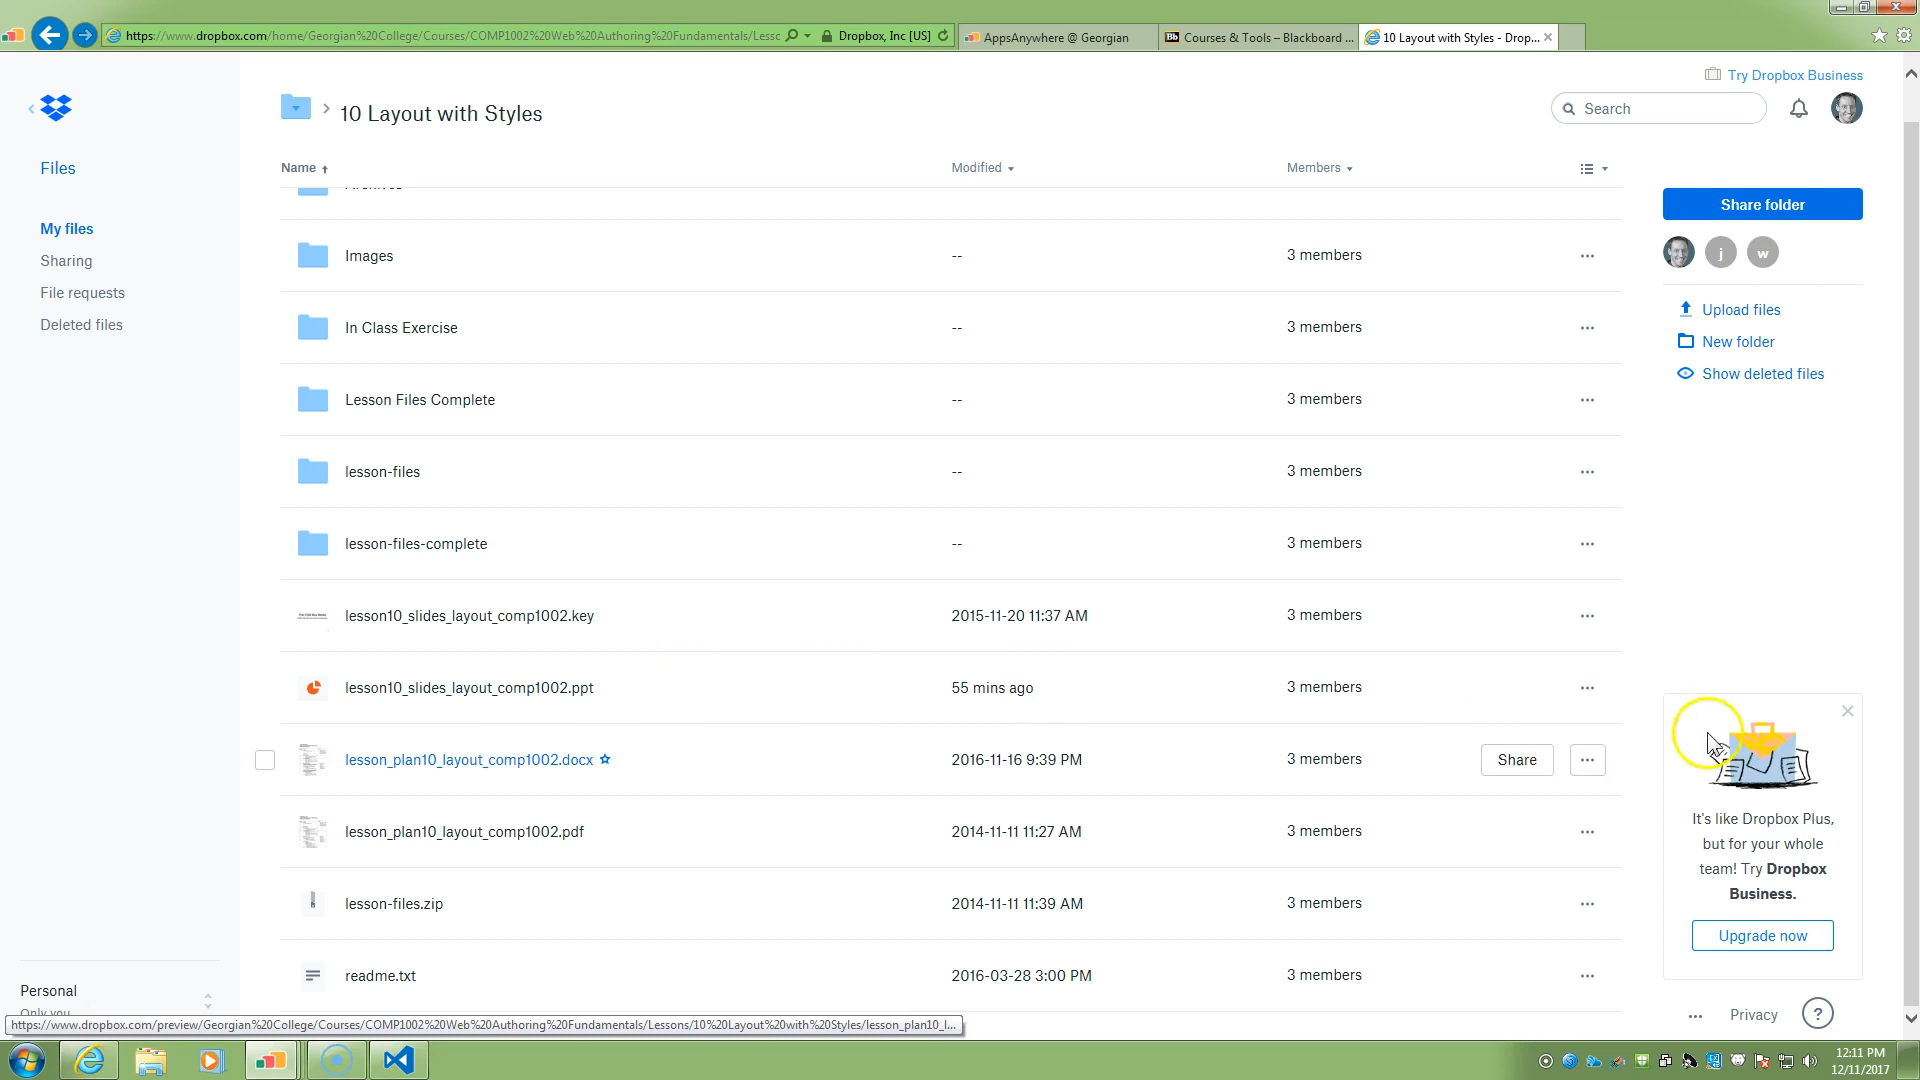 https://www.dropbox.com/home/Georgian%20College/Courses/COMP1002%20Web%20Authoring%20Fundamentals/Lessc
Dropbox, Inc [US]
AppsAnywhere @ Georgian
Bb Courses & Tools – Blackboard ...
10 Layout with Styles - Drop...
Try Dropbox Business
10 Layout with Styles
Search
Files
Name
Modified
Members
My files
Sharing
File requests
Deleted files
Share folder
j
w
Upload files
New folder
Show deleted files
Archives
Images -- 3 members
In Class Exercise -- 3 members
Lesson Files Complete -- 3 members
lesson-files -- 3 members
lesson-files-complete -- 3 members
lesson10_slides_layout_comp1002.key 2015-11-20 11:37 AM 3 members
lesson10_slides_layout_comp1002.ppt 55 mins ago 3 members
lesson_plan10_layout_comp1002.docx 2016-11-16 9:39 PM 3 members Share
lesson_plan10_layout_comp1002.pdf 2014-11-11 11:27 AM 3 members
lesson-files.zip 2014-11-11 11:39 AM 3 members
readme.txt 2016-03-28 3:00 PM 3 members
It's like Dropbox Plus,
but for your whole
team! Try Dropbox
Business.
Upgrade now
Personal
Only you
Privacy
?
https://www.dropbox.com/preview/Georgian%20College/Courses/COMP1002%20Web%20Authoring%20Fundamentals/Lessons/10%20Layout%20with%20Styles/lesson_plan10_l...
12:11 PM
12/11/2017